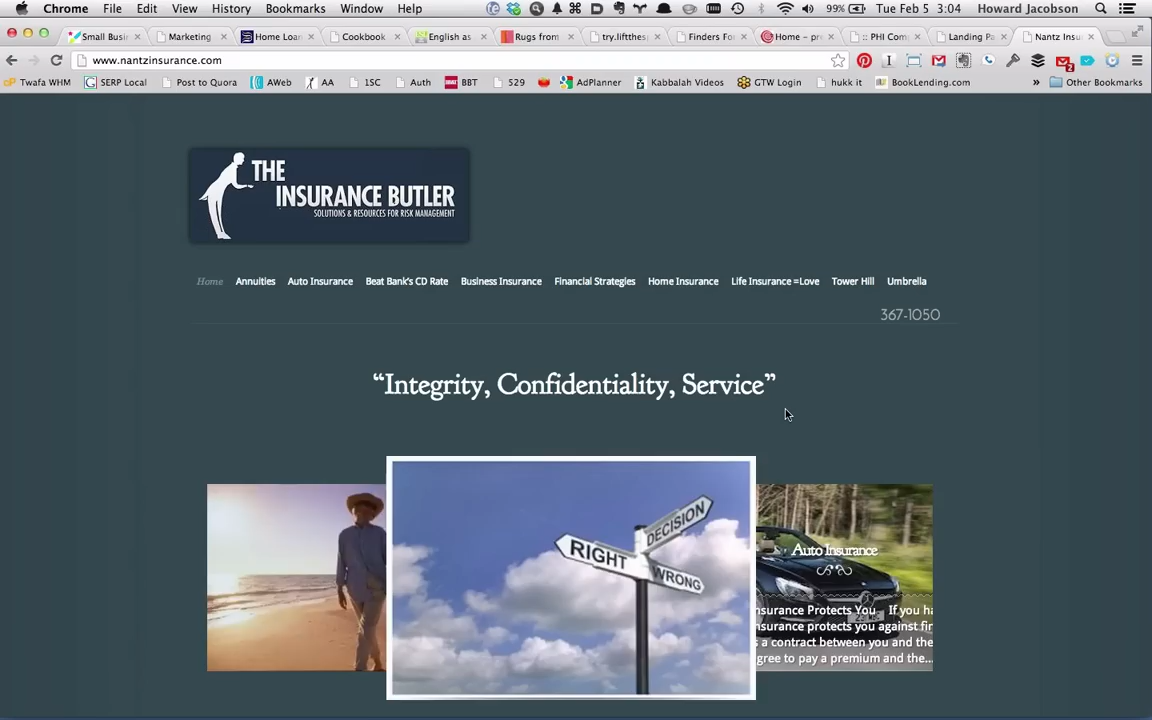 Chrome File Edit View History Bookmarks Window Help 99% Tue Feb 5 3:04 Howard Jacobson
Small Busi Marketing Home Loan Cookbook English as Rugs from try.liftthesp Finders For Home – pro :: PHI Com Landing Pa Nantz Insu
www.nantzinsurance.com
Twafa WHM SERP Local Post to Quora AWeb AA 1SC Auth BBT 529 AdPlanner Kabbalah Videos GTW Login hukk it BookLending.com » Other Bookmarks
THE
INSURANCE BUTLER
SOLUTIONS & RESOURCES FOR RISK MANAGEMENT
Home Annuities Auto Insurance Beat Bank's CD Rate Business Insurance Financial Strategies Home Insurance Life Insurance =Love Tower Hill Umbrella
367-1050
“Integrity, Confidentiality, Service”
DECISION
RIGHT
WRONG
Auto Insurance
nsurance Protects You If you ha
nsurance protects you against fin
s a contract between you and the
gree to pay a premium and the...